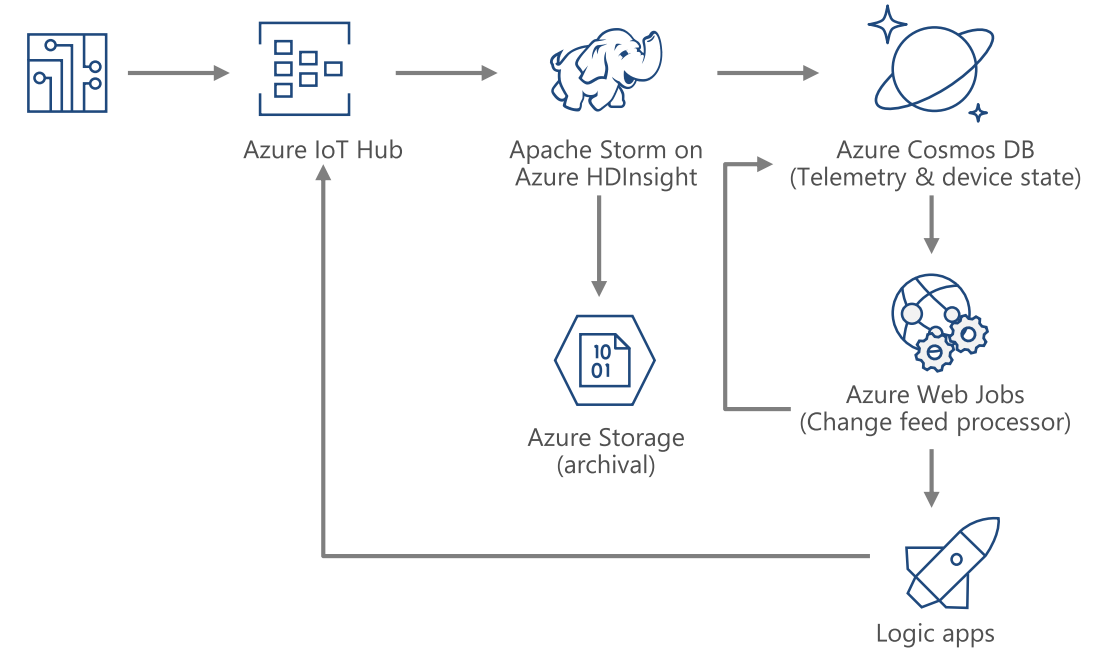 Azure IoT Hub
Apache Storm on
Azure HDInsight
Azure Cosmos DB
(Telemetry & device state)
10
01
Azure Storage
(archival)
Azure Web Jobs
(Change feed processor)
Logic apps